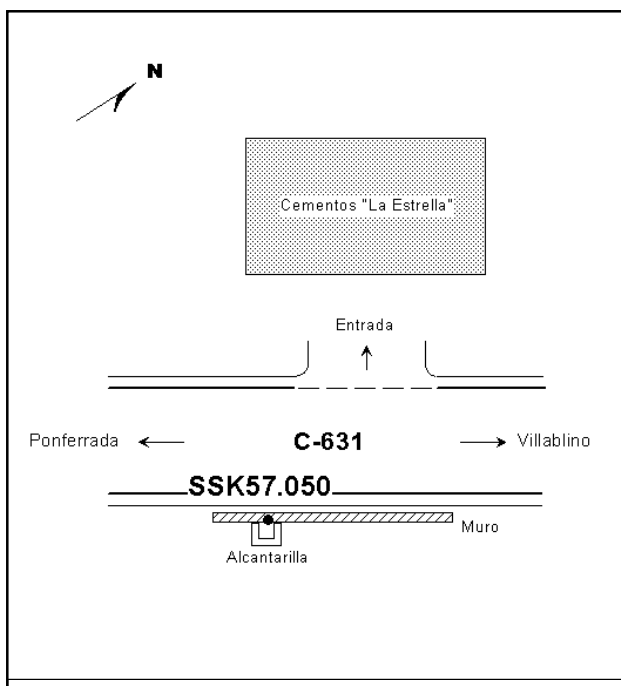 N
Cementos "La Estrella"
Entrada
Ponferrada
C-631
Villablino
SSK57.050
Muro
Alcantarilla